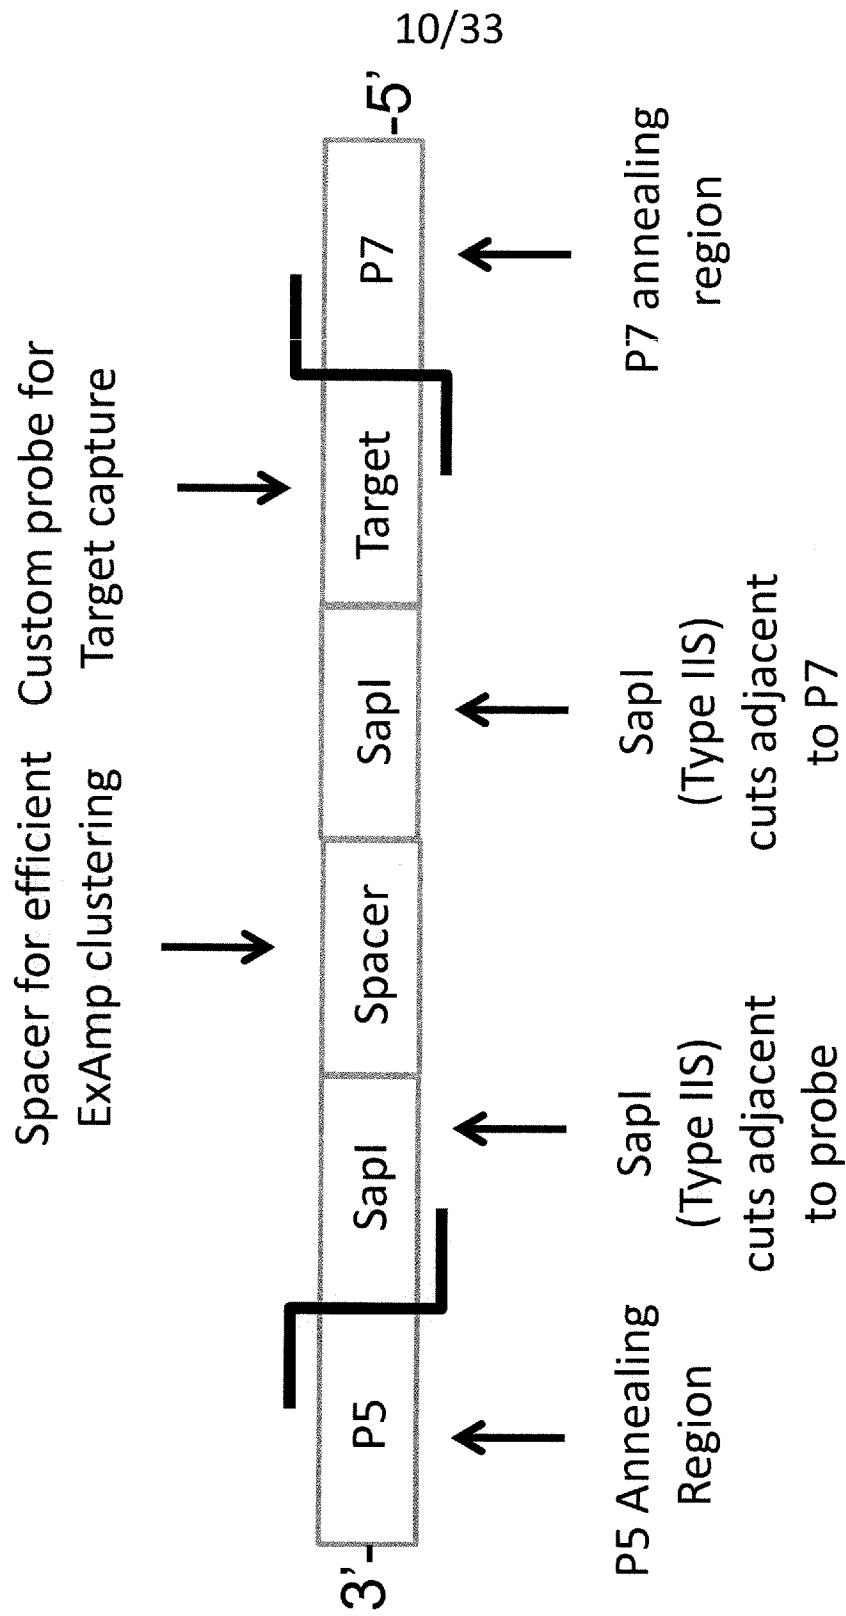 10/33
Spacer for efficient
ExAmp clustering
Custom probe for
Target capture
3'-
P5
SapI
Spacer
SapI
Target
P7
-5'
P5 Annealing
Region
SapI
(Type IIS)
cuts adjacent
to probe
SapI
(Type IIS)
cuts adjacent
to P7
P7 annealing
region